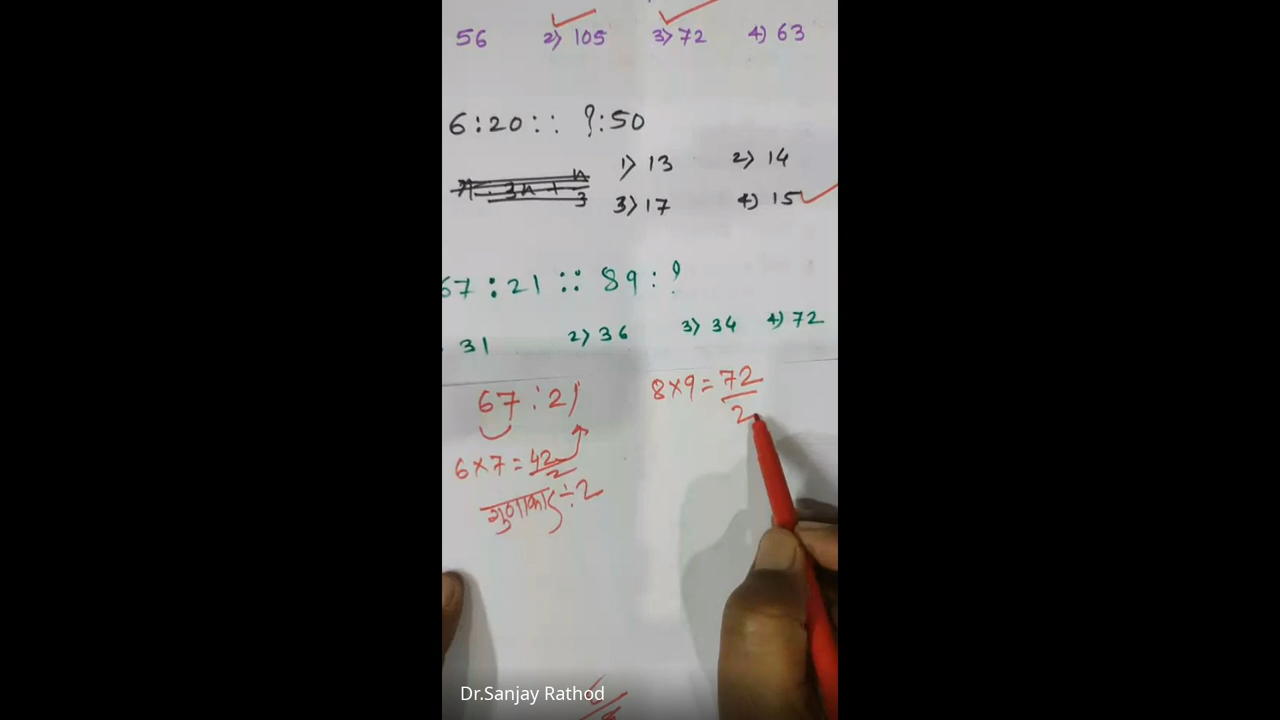 56 2) 105 3) 72 4) 63
6 : 20 : : ? : 50
1) 13 2) 14
3) 17 4) 15
67 : 21 :: 89 : ?
31 2) 36 3) 34 4) 72
67 : 21
8 × 9 = 72/2
6 × 7 = 42/2
गुणाकार ÷ 2
Dr.Sanjay Rathod